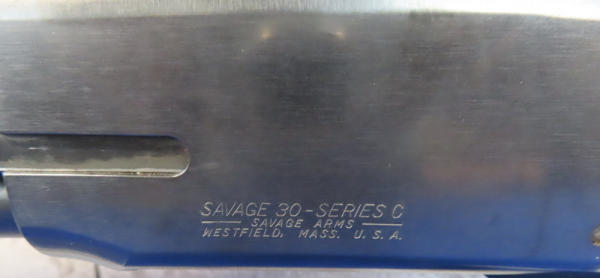 SAVAGE 30-SERIES C
SAVAGE ARMS
WESTFIELD, MASS. U.S.A.